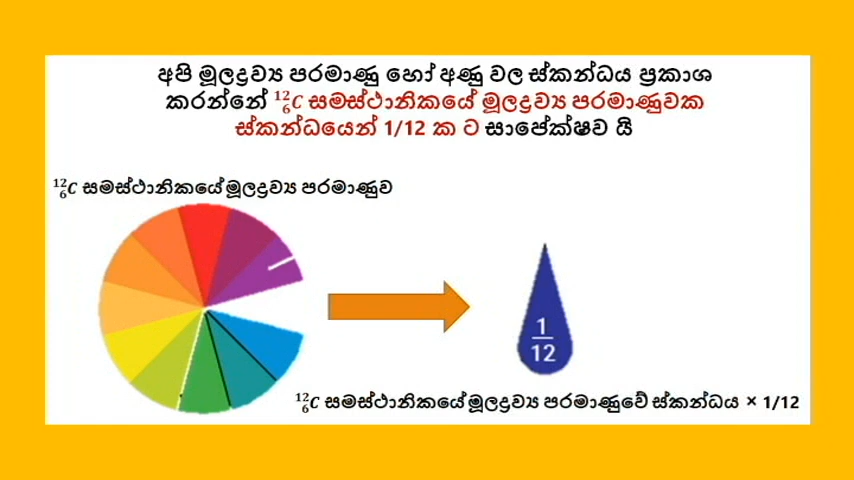 අපි මූලද්‍රව්‍ය පරමාණු හෝ අණු වල ස්කන්ධය ප්‍රකාශ
කරන්නේ ¹²₆C සමස්ථානිකයේ මූලද්‍රව්‍ය පරමාණුවක
ස්කන්ධයෙන් 1/12 ක ට සාපේක්ෂව යි
¹²₆C සමස්ථානිකයේ මූලද්‍රව්‍ය පරමාණුව
1
12
¹²₆C සමස්ථානිකයේ මූලද්‍රව්‍ය පරමාණුවේ ස්කන්ධය × 1/12